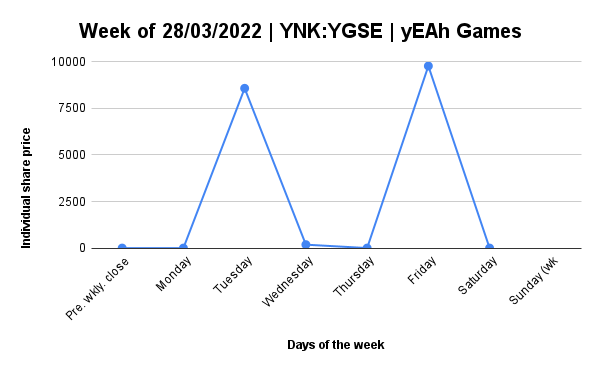 Week of 28/03/2022 | YNK:YGSE | yEAh Games
10000
7500
5000
2500
0
Individual share price
Pre. wkly. close
Monday
Tuesday
Wednesday
Thursday
Friday
Saturday
Sunday (wk
Days of the week